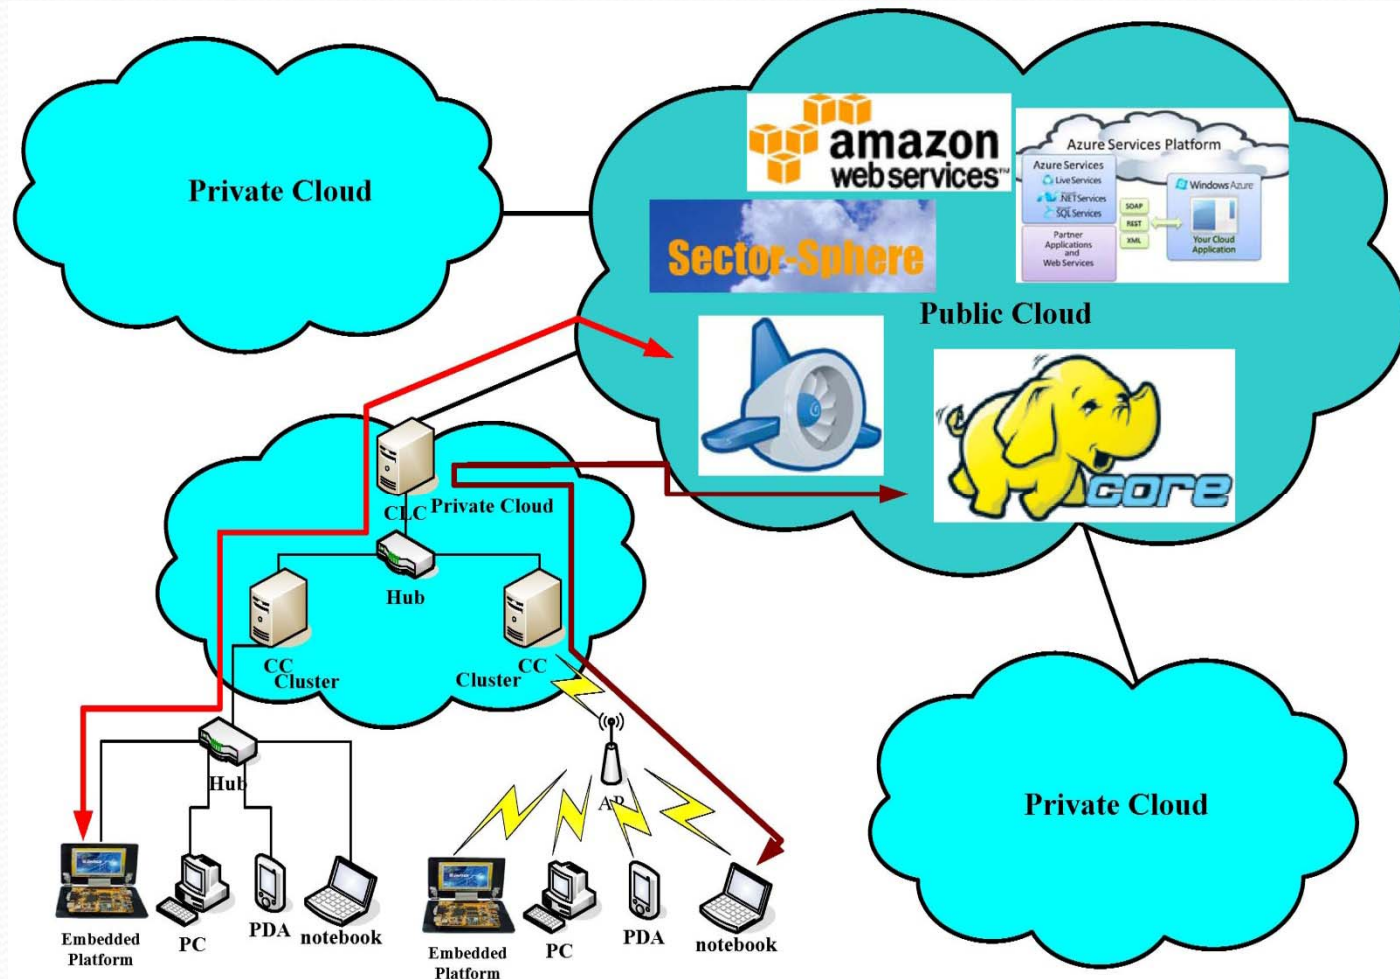 Private Cloud
amazon
webservices™
Azure Services Platform
Azure Services
Live Services
.NET Services
SQL Services
Partner
Applications
and
Web Services
SOAP
REST
XML
Windows Azure
Your Cloud
Application
Sector-Sphere
Public Cloud
core
CLC
Private Cloud
Hub
CC
Cluster
CC
Cluster
Hub
AP
Embedded
Platform
PC
PDA
notebook
Embedded
Platform
PC
PDA
notebook
Private Cloud